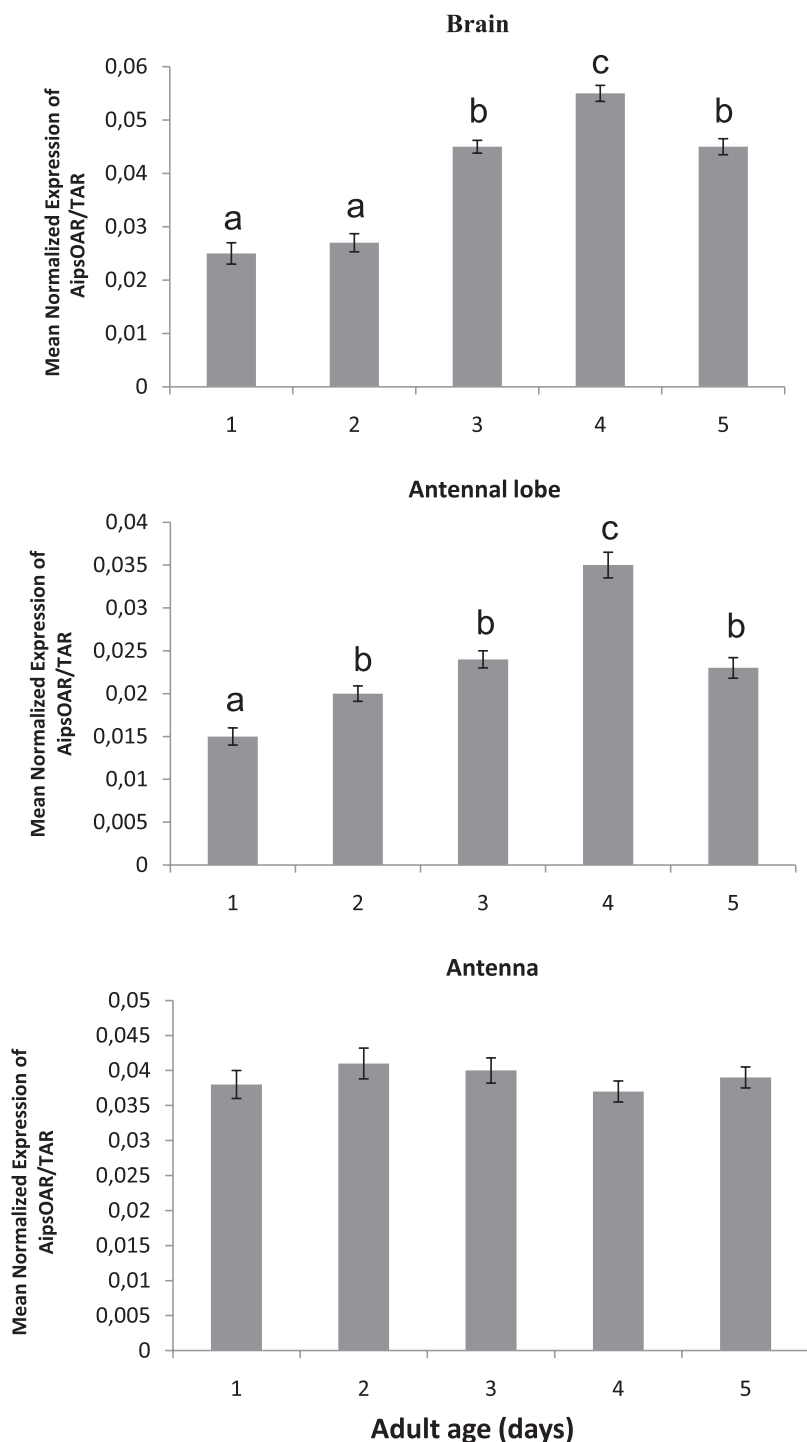 Brain
Mean Normalized Expression of
AipsOAR/TAR
0,06
0,05
0,04
0,03
0,02
0,01
0
a
a
b
c
b
1 2 3 4 5
Antennal lobe
Mean Normalized Expression of
AipsOAR/TAR
0,04
0,035
0,03
0,025
0,02
0,015
0,01
0,005
0
a
b
b
c
b
1 2 3 4 5
Antenna
Mean Normalized Expression of
AipsOAR/TAR
0,05
0,045
0,04
0,035
0,03
0,025
0,02
0,015
0,01
0,005
0
1 2 3 4 5
Adult age (days)